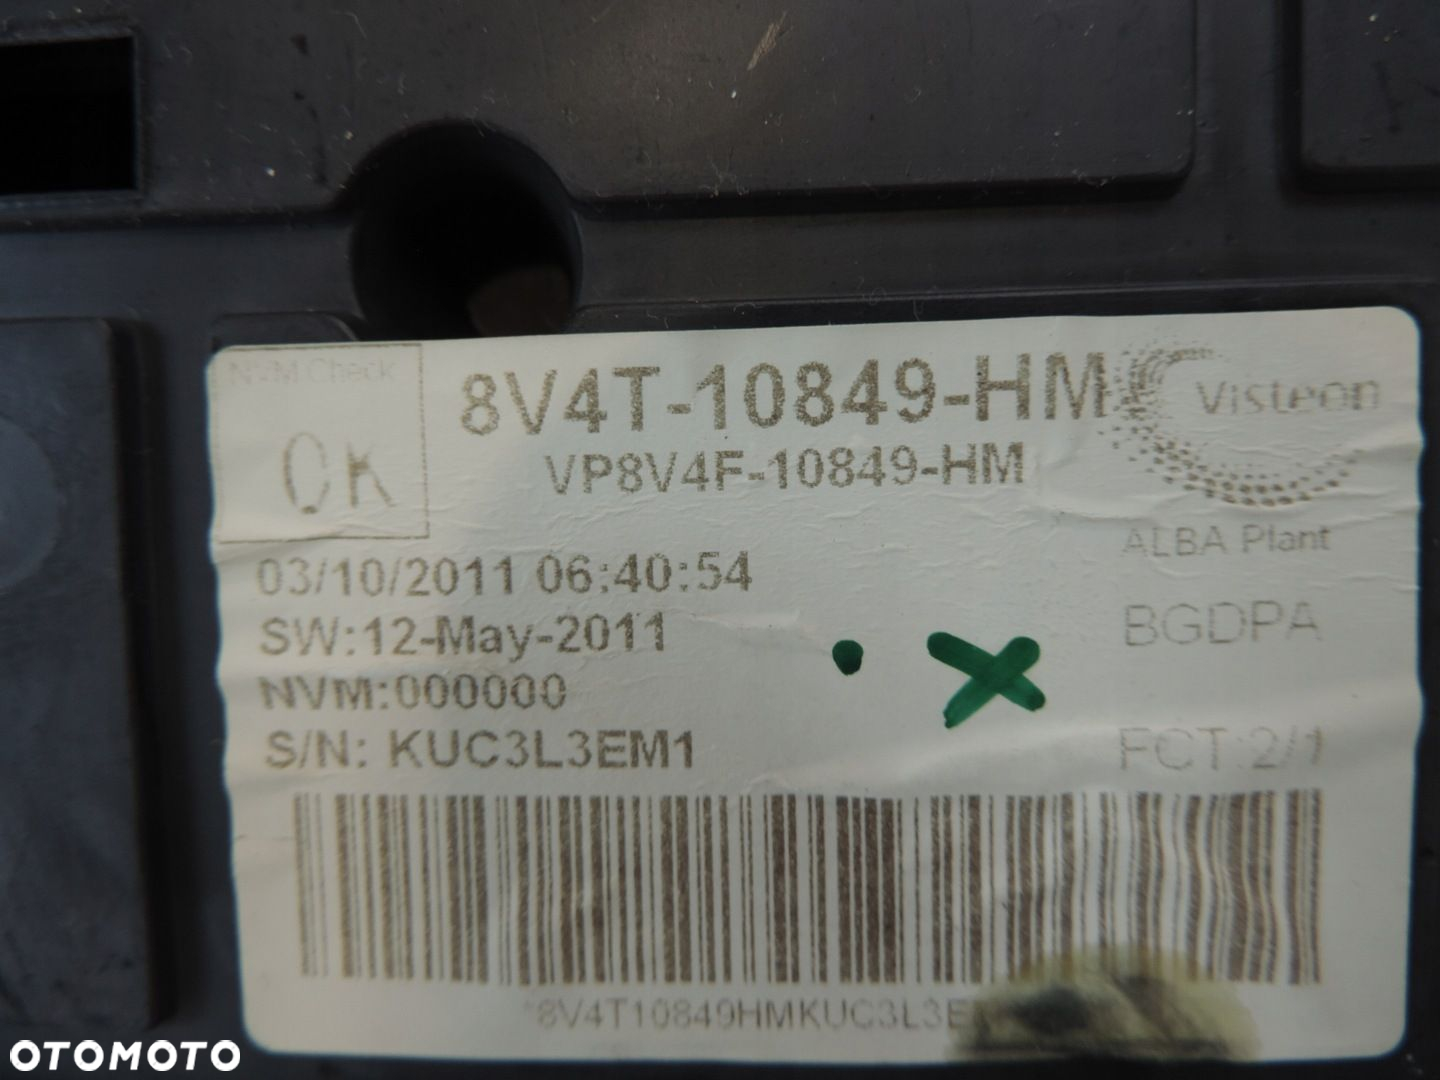 NVM Check
OK
8V4T-10849-HM
VP8V4F-10849-HM
Visteon
ALBA Plant
03/10/2011 06:40:54
SW:12-May-2011
NVM:000000
S/N: KUC3L3EM1
BGDPA
FCT:2/1
*8V4T10849HMKUC3L3E
OTOMOTO